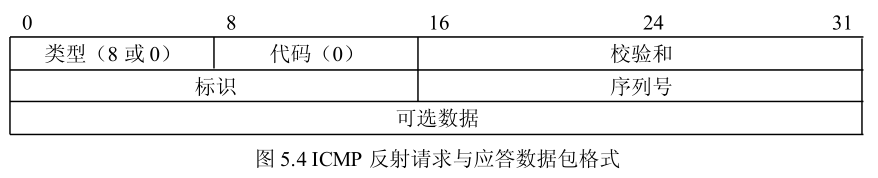 0 8 16 24 31
类型（8 或 0） 代码（0） 校验和
标识 序列号
可选数据
图 5.4 ICMP 反射请求与应答数据包格式